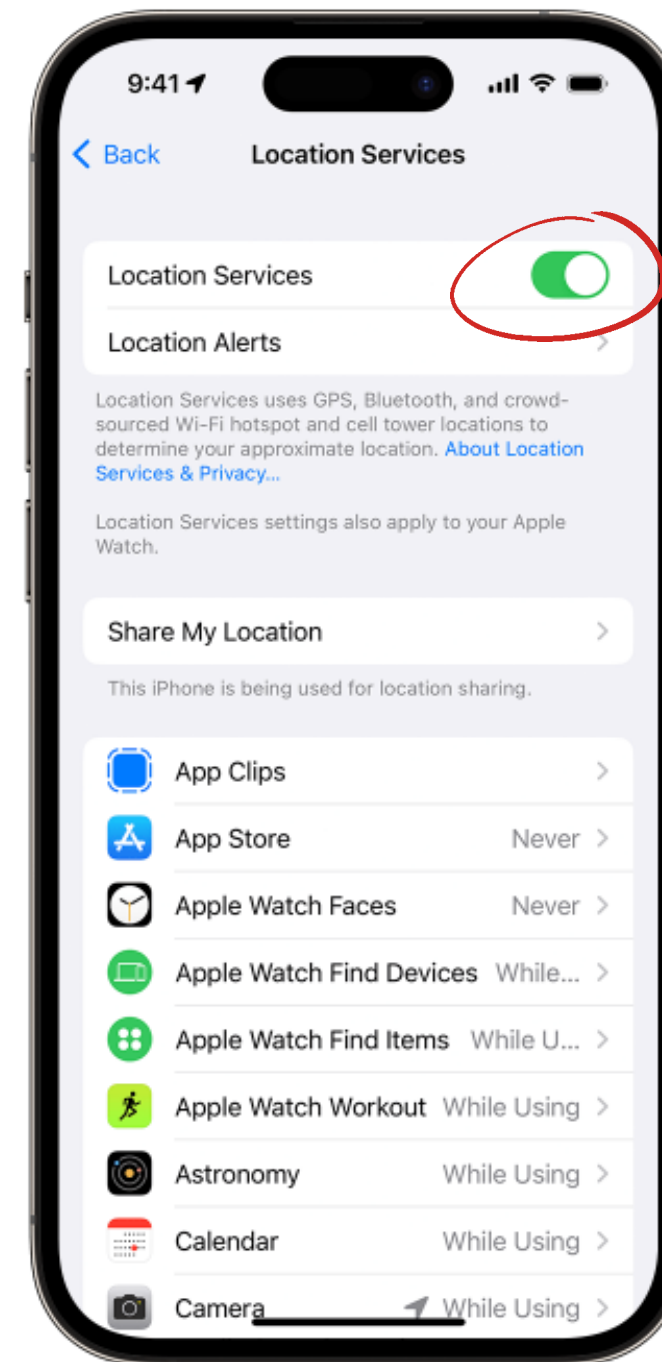 9:41
Back
Location Services
Location Services
Location Alerts
Location Services uses GPS, Bluetooth, and crowd-
sourced Wi-Fi hotspot and cell tower locations to
determine your approximate location. About Location
Services & Privacy...
Location Services settings also apply to your Apple
Watch.
Share My Location
This iPhone is being used for location sharing.
App Clips
App Store Never
Apple Watch Faces Never
Apple Watch Find Devices While...
Apple Watch Find Items While U...
Apple Watch Workout While Using
Astronomy While Using
Calendar While Using
Camera While Using